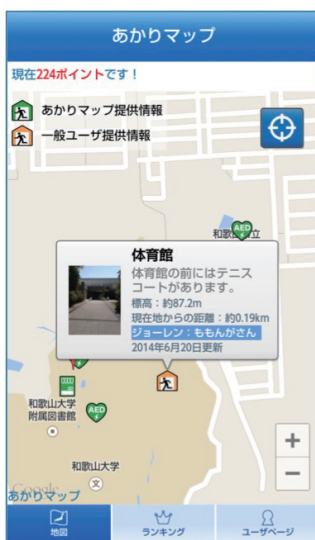 あかりマップ
現在224ポイントです！
あかりマップ提供情報
一般ユーザ提供情報
和歌
立
AED
体育館
体育館の前にはテニス
コートがあります。
標高：約87.2m
現在地からの距離：約0.19km
ジョーレン：ももんがさん
2014年6月20日更新
和歌山大学
附属図書館
AED
和歌山大学
文
Google
あかりマップ
+
−
地図
ランキング
ユーザページ